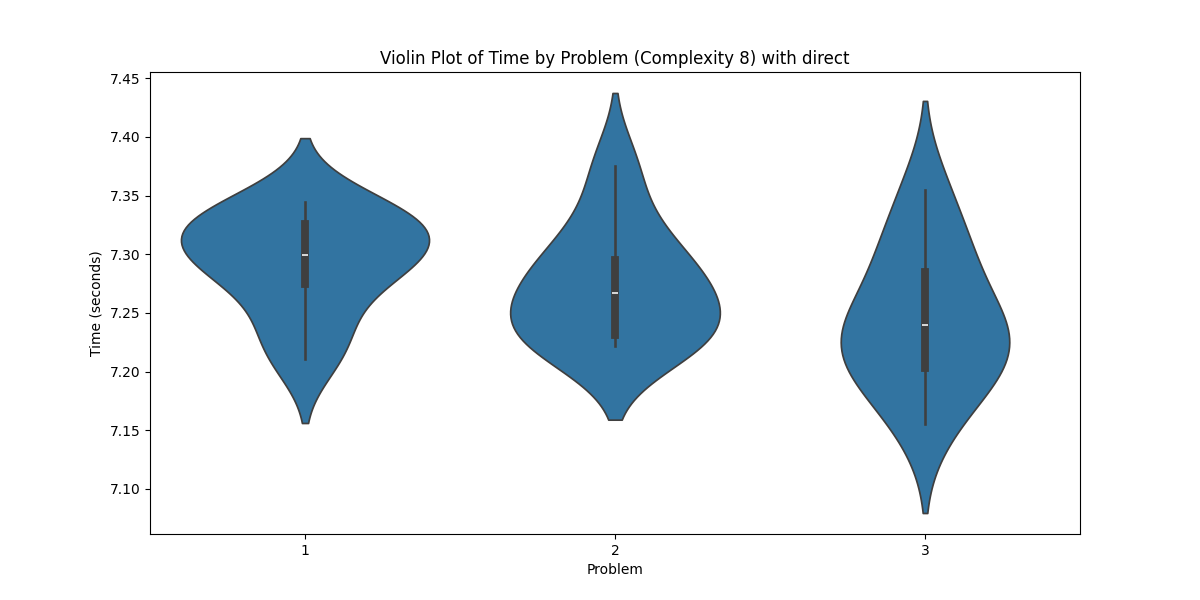 Violin Plot of Time by Problem (Complexity 8) with direct
7.45
7.40
7.35
7.30
7.25
7.20
7.15
7.10
Time (seconds)
1 2 3
Problem